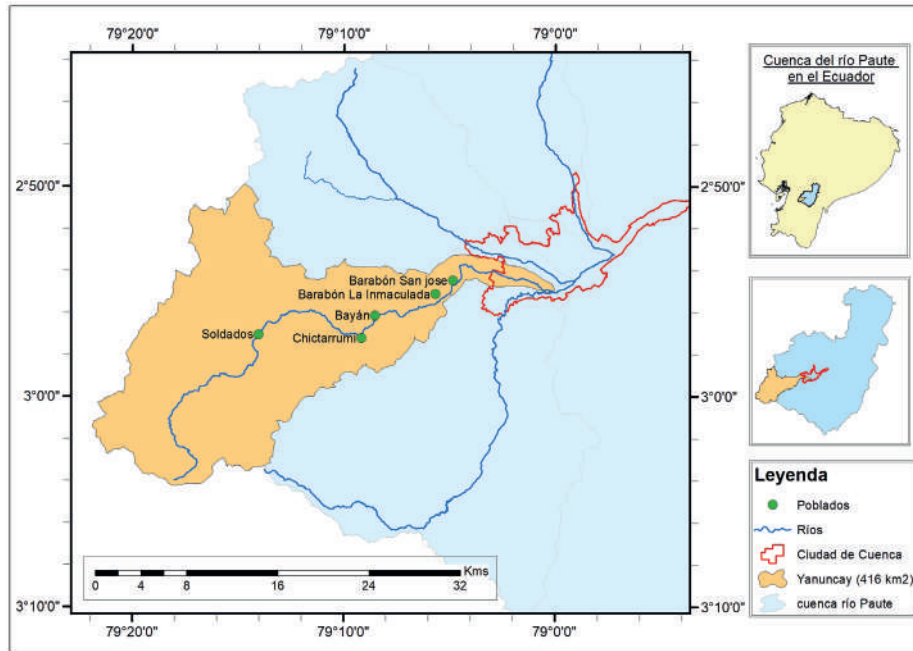 79°20'0"
79°10'0"
79°0'0"
2°50'0"
2°50'0"
3°0'0"
3°0'0"
3°10'0"
3°10'0"
79°20'0"
79°10'0"
79°0'0"
Barabón San jose
Barabón La Inmaculada
Bayán
Soldados
Chictarrumi
Kms
0 4 8 16 24 32
Cuenca del río Paute
en el Ecuador
Leyenda
Poblados
Ríos
Ciudad de Cuenca
Yanuncay (416 km2)
cuenca río Paute